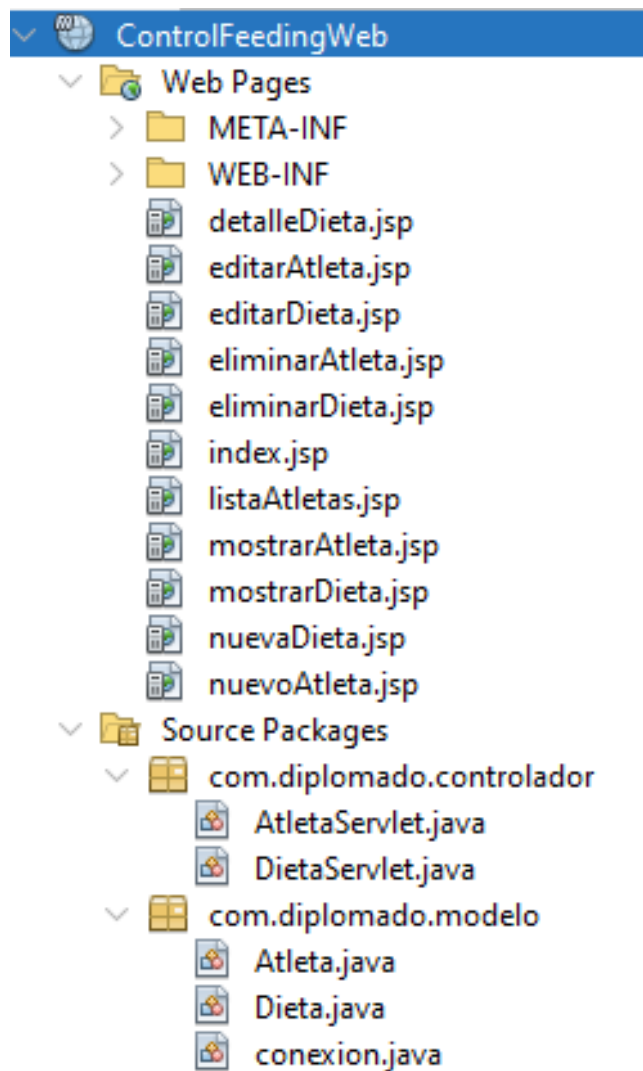 ControlFeedingWeb
Web Pages
META-INF
WEB-INF
detalleDieta.jsp
editarAtleta.jsp
editarDieta.jsp
eliminarAtleta.jsp
eliminarDieta.jsp
index.jsp
listaAtletas.jsp
mostrarAtleta.jsp
mostrarDieta.jsp
nuevaDieta.jsp
nuevoAtleta.jsp
Source Packages
com.diplomado.controlador
AtletaServlet.java
DietaServlet.java
com.diplomado.modelo
Atleta.java
Dieta.java
conexion.java